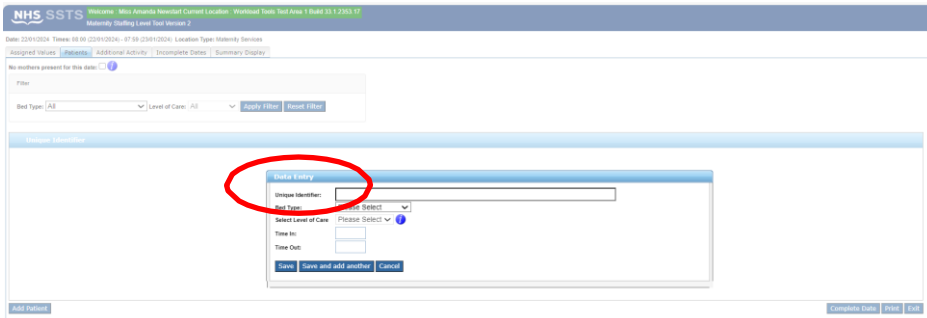 NHS SSTS Welcome : Miss Amanda Newstart Current Location : Workload Tools Test Area 1 Build 33.1.2353.17
Maternity Staffing Level Tool Version 2
Date: 22/01/2024 Times: 08:00 (22/01/2024) - 07:59 (23/01/2024) Location Type: Maternity Services
Assigned Values Patients Additional Activity Incomplete Dates Summary Display
No mothers present for this date:
Filter
Bed Type: All Level of Care: All Apply Filter Reset Filter
Unique Identifier
Data Entry
Unique Identifier:
Bed Type: Please Select
Select Level of Care Please Select
Time In:
Time Out:
Save Save and add another Cancel
Add Patient Complete Date Print Exit